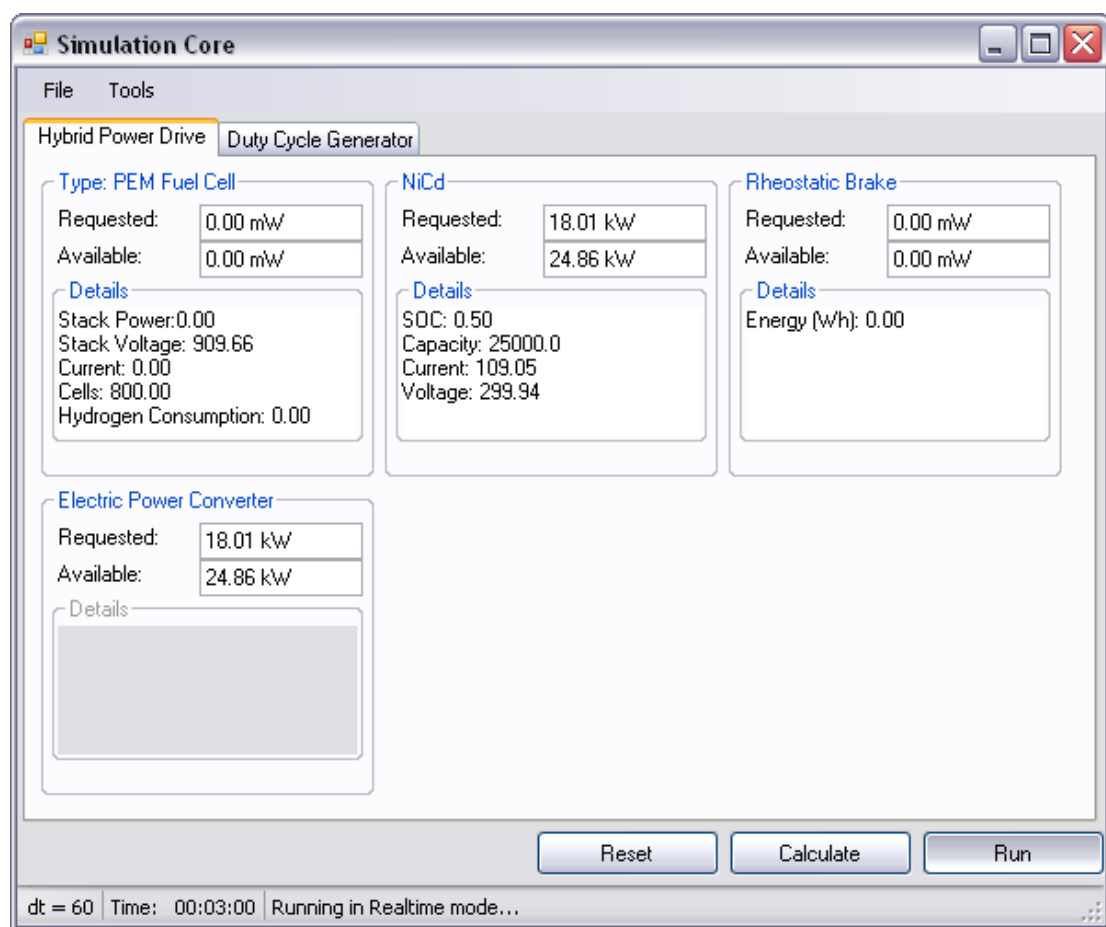 Simulation Core
File Tools
Hybrid Power Drive Duty Cycle Generator
Type: PEM Fuel Cell
Requested: 0.00 mW
Available: 0.00 mW
Details
Stack Power:0.00
Stack Voltage: 909.66
Current: 0.00
Cells: 800.00
Hydrogen Consumption: 0.00
NiCd
Requested: 18.01 kW
Available: 24.86 kW
Details
SOC: 0.50
Capacity: 25000.0
Current: 109.05
Voltage: 299.94
Rheostatic Brake
Requested: 0.00 mW
Available: 0.00 mW
Details
Energy (Wh): 0.00
Electric Power Converter
Requested: 18.01 kW
Available: 24.86 kW
Details
Reset Calculate Run
dt = 60 Time: 00:03:00 Running in Realtime mode...